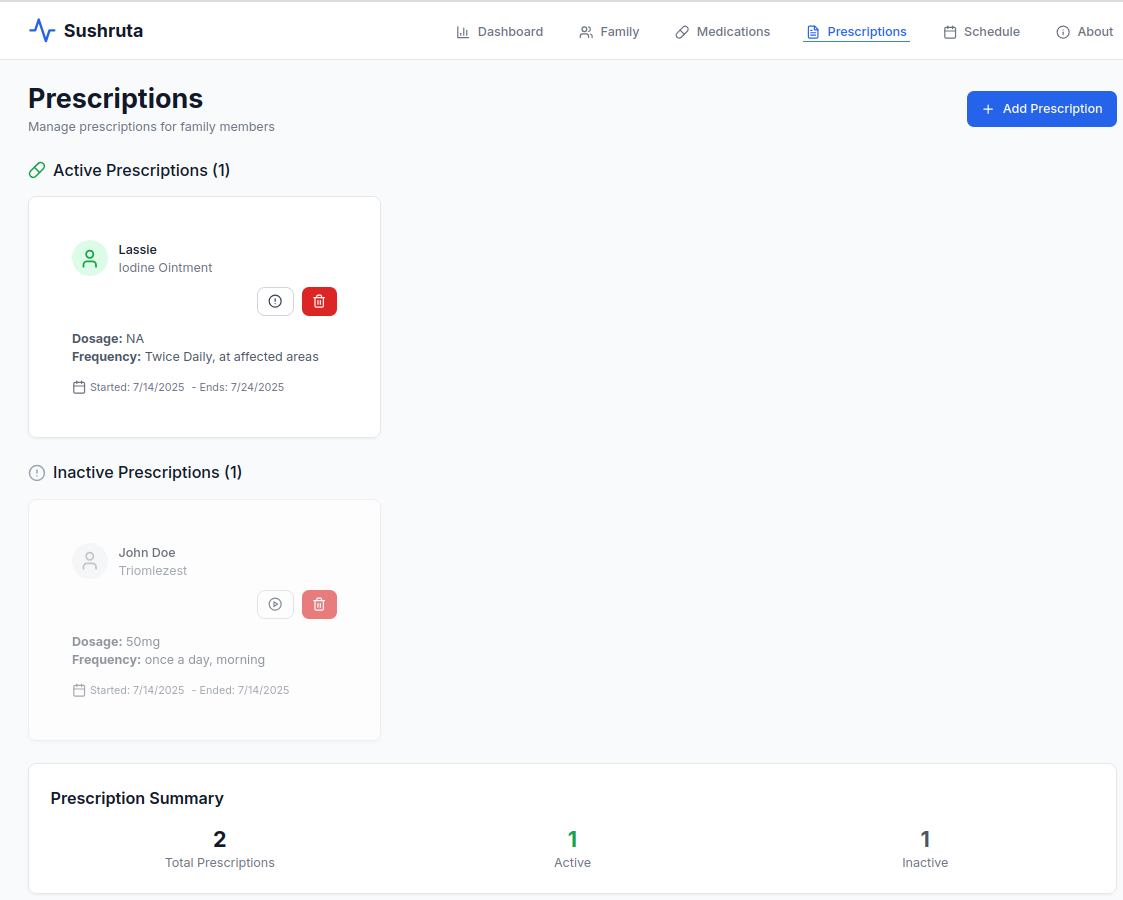 Sushruta
Dashboard
Family
Medications
Prescriptions
Schedule
About
Prescriptions
Manage prescriptions for family members
Add Prescription
Active Prescriptions (1)
Lassie
Iodine Ointment
Dosage: NA
Frequency: Twice Daily, at affected areas
Started: 7/14/2025 - Ends: 7/24/2025
Inactive Prescriptions (1)
John Doe
Triomlezest
Dosage: 50mg
Frequency: once a day, morning
Started: 7/14/2025 - Ended: 7/14/2025
Prescription Summary
2
Total Prescriptions
1
Active
1
Inactive